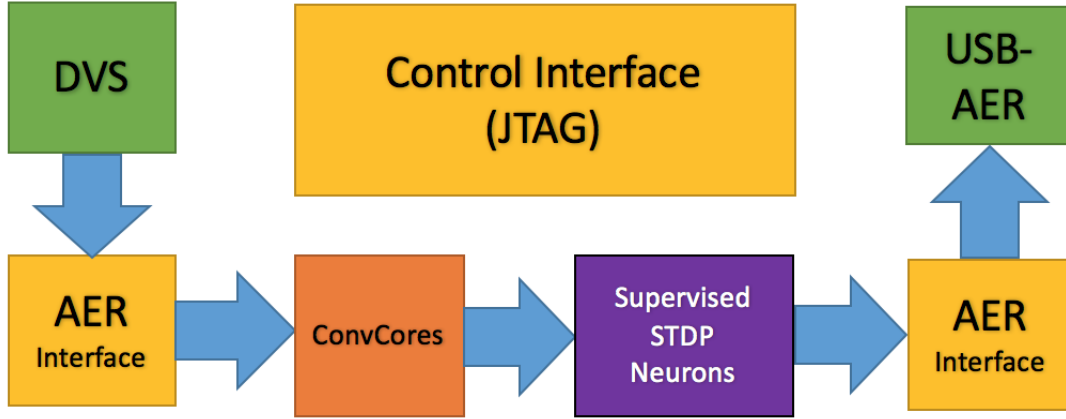 DVS
Control Interface
(JTAG)
USB-
AER
AER
Interface
ConvCores
Supervised
STDP
Neurons
AER
Interface